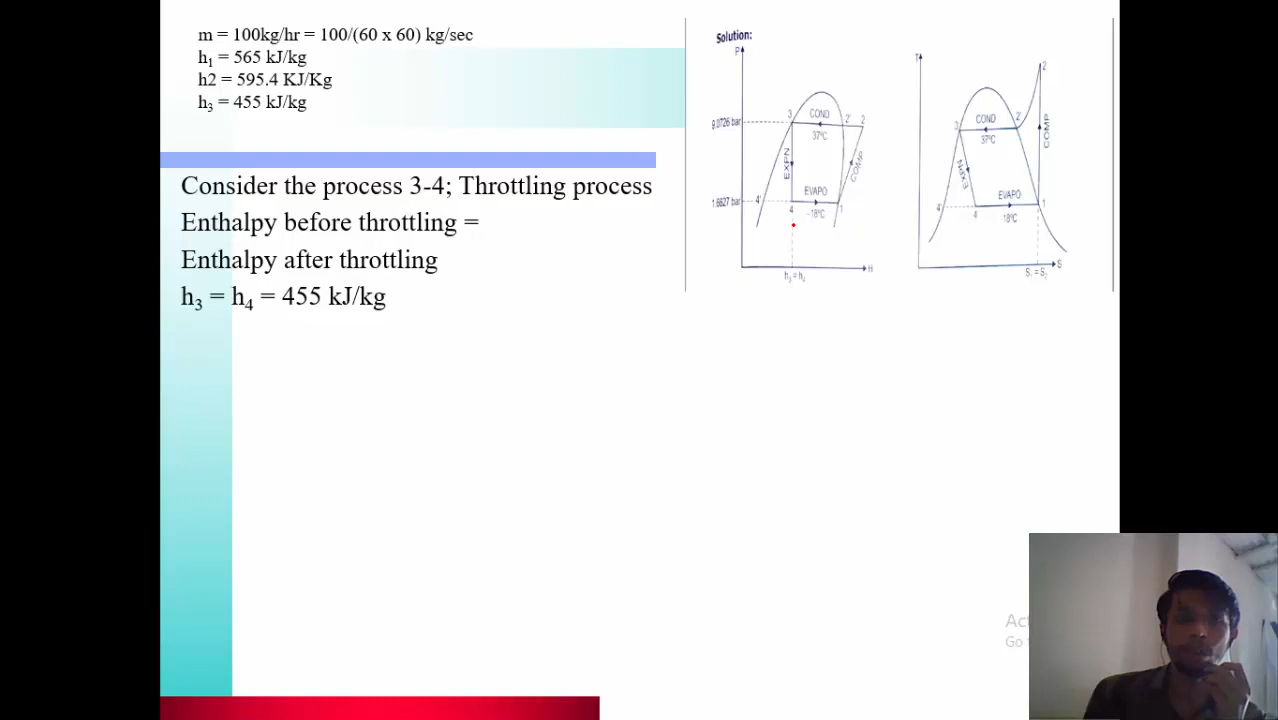 m = 100kg/hr = 100/(60 x 60) kg/sec
h₁ = 565 kJ/kg
h2 = 595.4 KJ/Kg
h₃ = 455 kJ/kg
Consider the process 3-4; Throttling process
Enthalpy before throttling =
Enthalpy after throttling
h₃ = h₄ = 455 kJ/kg
Solution:
P
3
COND
2'
2
9.0726 bar
37°C
EXPN
COMP
EVAPO
1.6627 bar
4'
4
-18°C
1
H
h₃ = h₄
T
2
3
COND
2'
37°C
COMP
EXPN
EVAPO
4'
4
-18°C
1
S₁ = S₂
S
Go